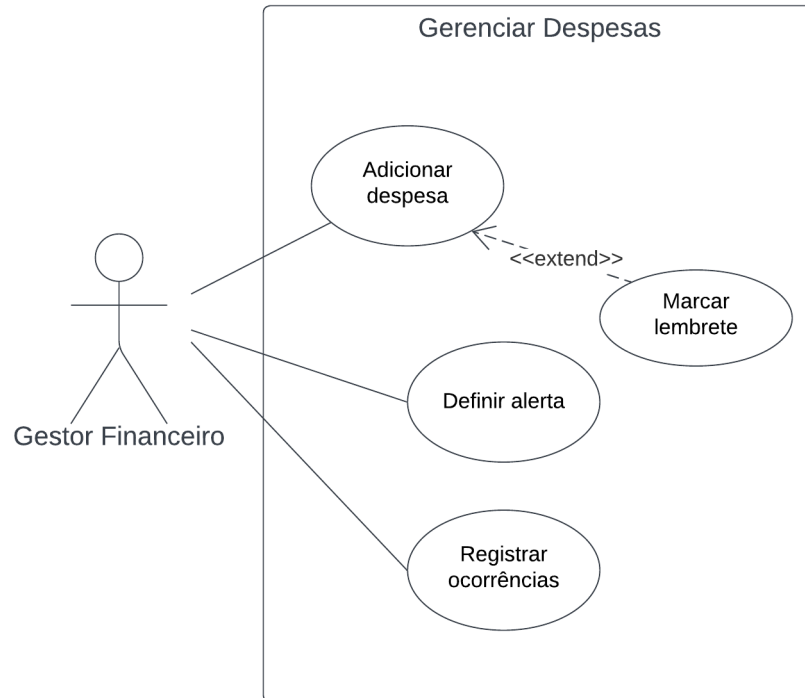 Gerenciar Despesas
Adicionar
despesa
<<extend>>
Marcar
lembrete
Definir alerta
Gestor Financeiro
Registrar
ocorrências